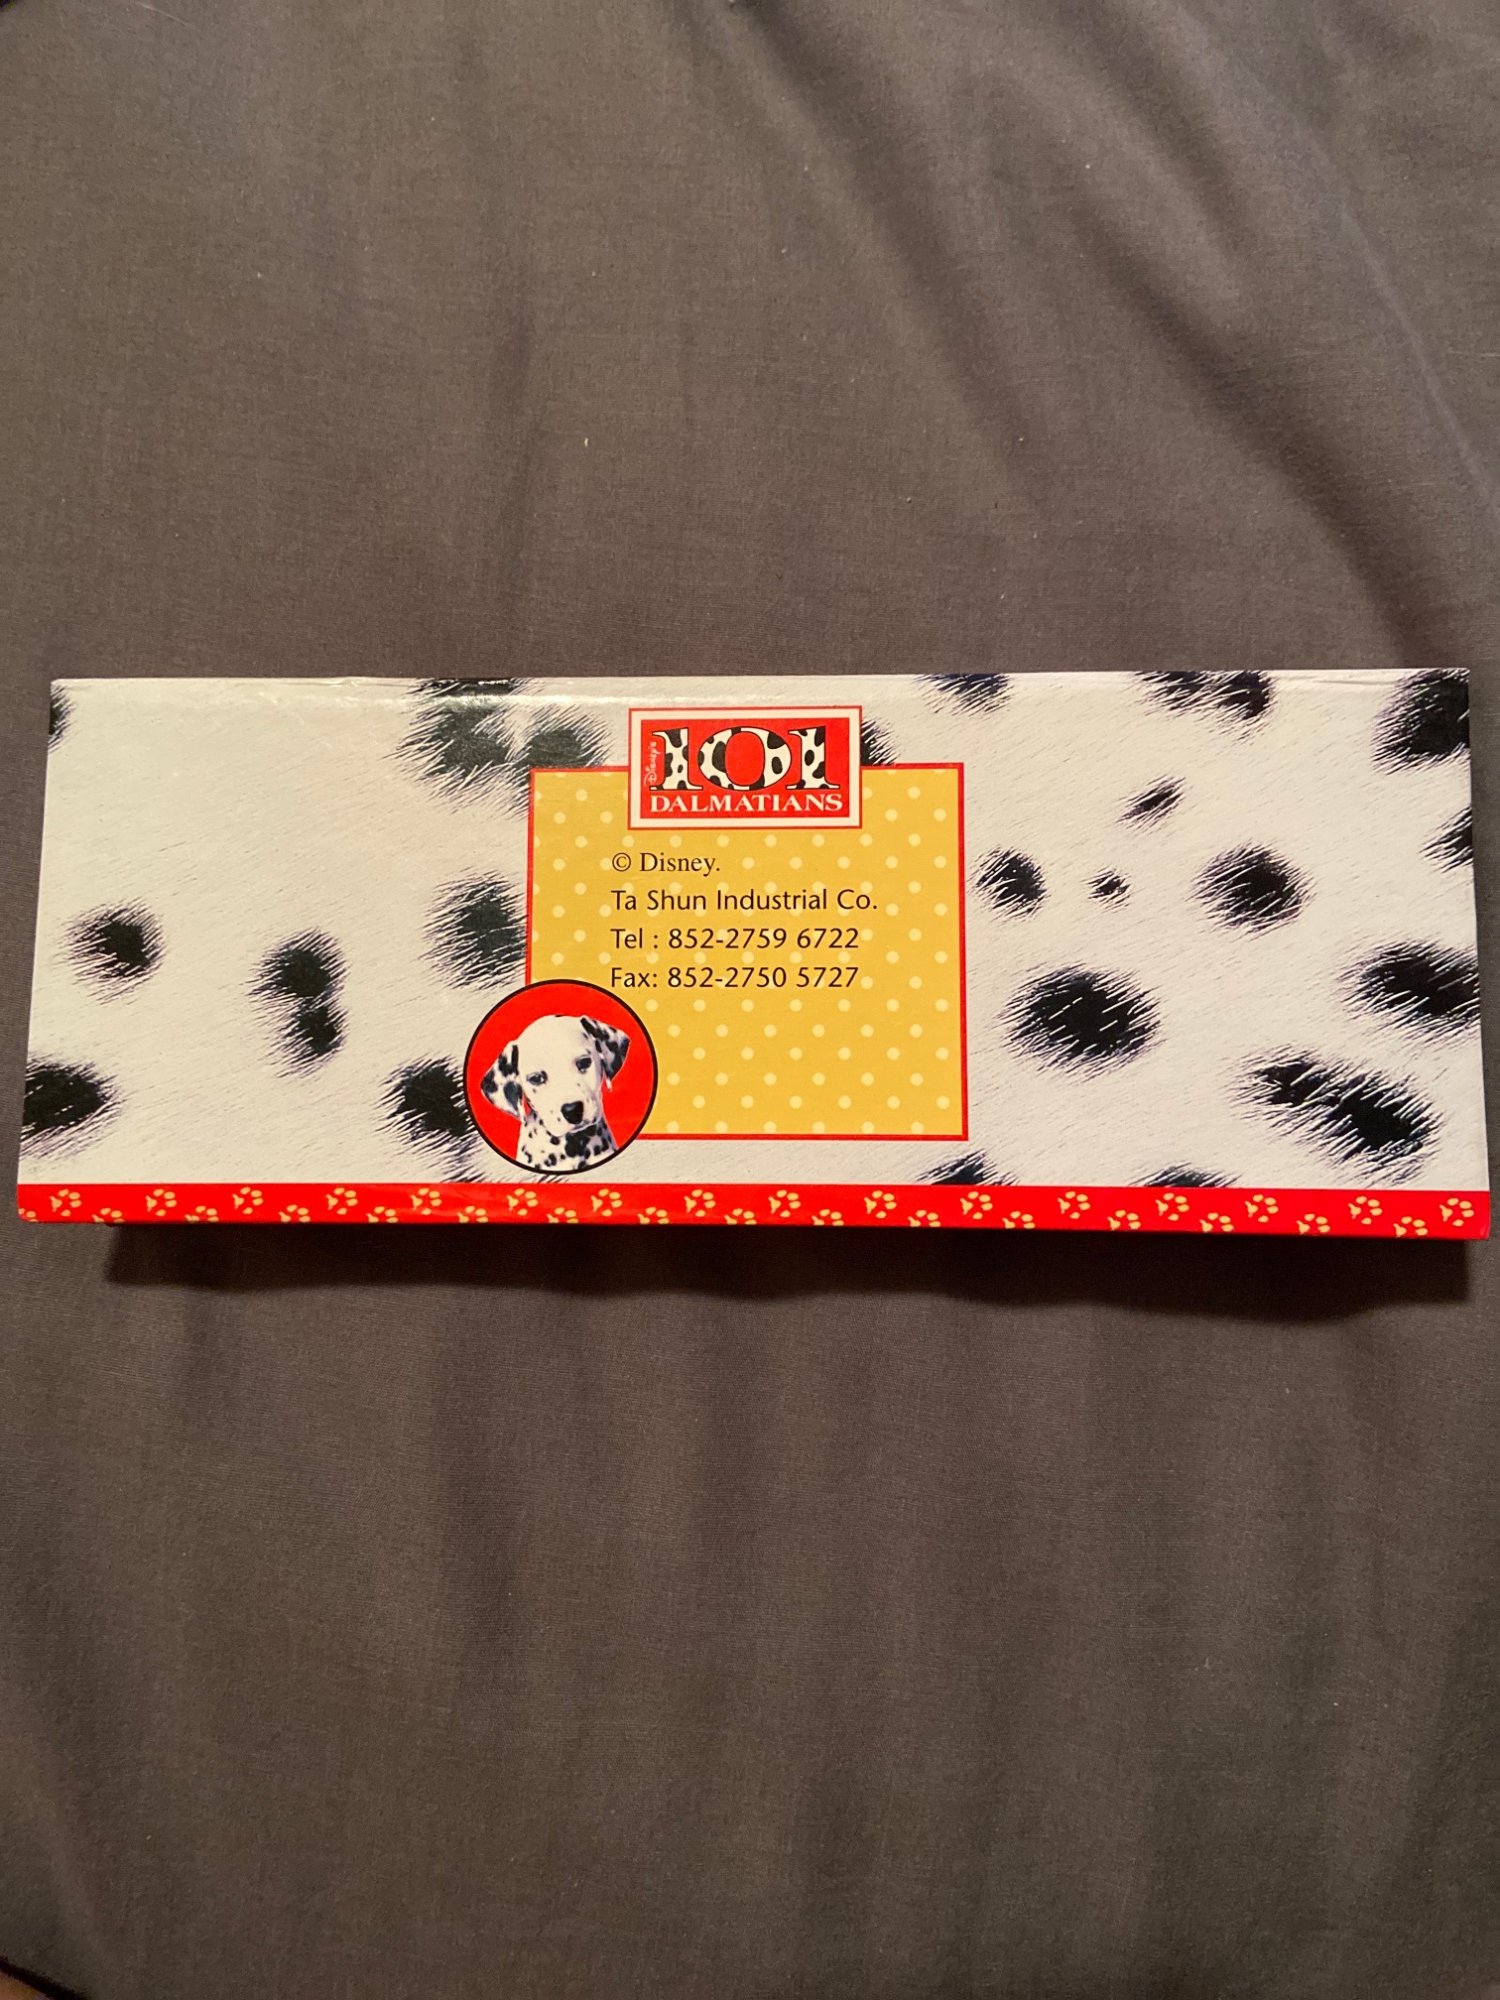 Disney's
101
DALMATIANS
© Disney.
Ta Shun Industrial Co.
Tel : 852-2759 6722
Fax: 852-2750 5727